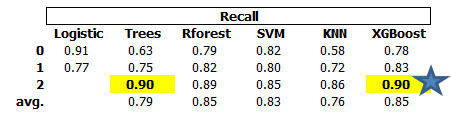 Recall
Logistic Trees Rforest SVM KNN XGBoost
0 0.91 0.63 0.79 0.82 0.58 0.78
1 0.77 0.75 0.82 0.80 0.72 0.83
2 0.90 0.89 0.85 0.86 0.90
avg. 0.79 0.85 0.83 0.76 0.85